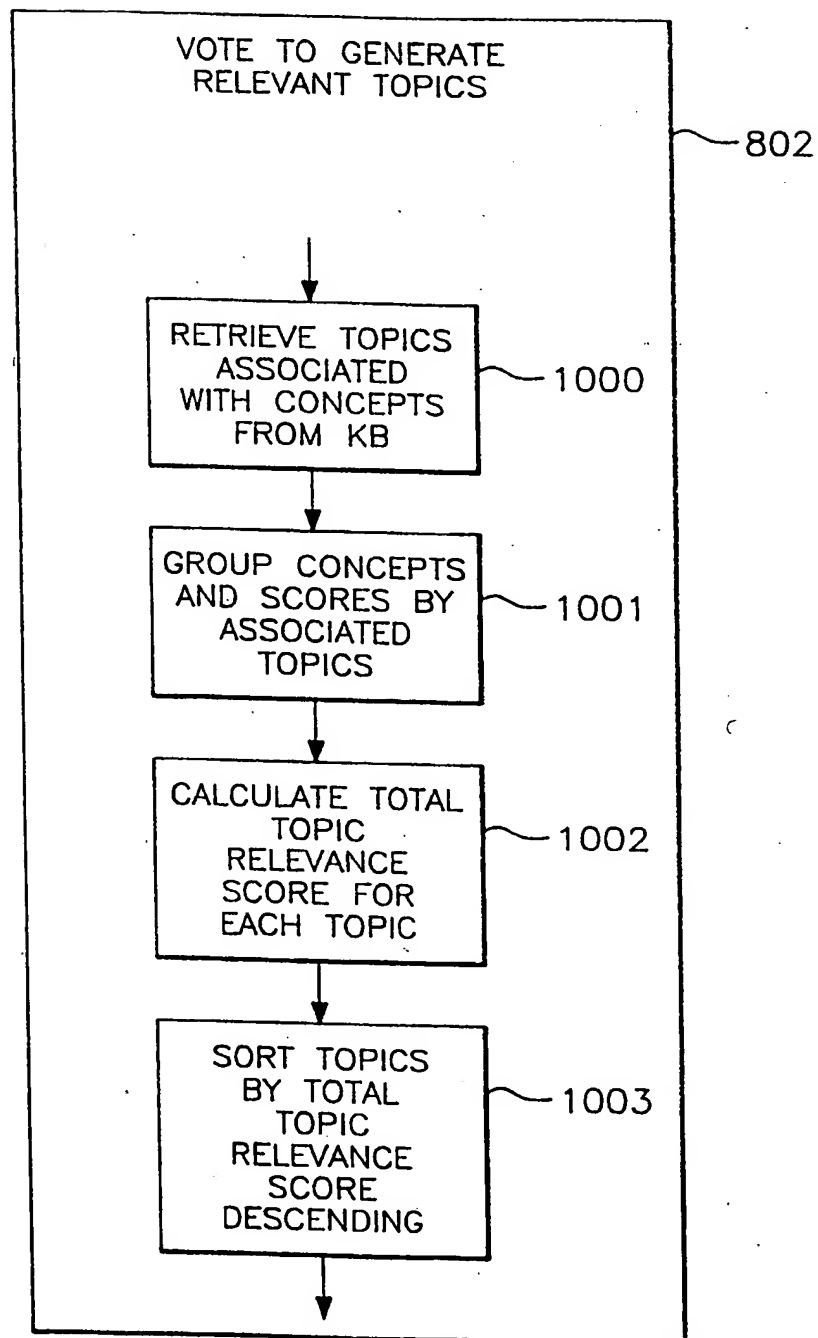 VOTE TO GENERATE
RELEVANT TOPICS
802
RETRIEVE TOPICS
ASSOCIATED
WITH CONCEPTS
FROM KB
1000
GROUP CONCEPTS
AND SCORES BY
ASSOCIATED
TOPICS
1001
CALCULATE TOTAL
TOPIC
RELEVANCE
SCORE FOR
EACH TOPIC
1002
SORT TOPICS
BY TOTAL
TOPIC
RELEVANCE
SCORE
DESCENDING
1003